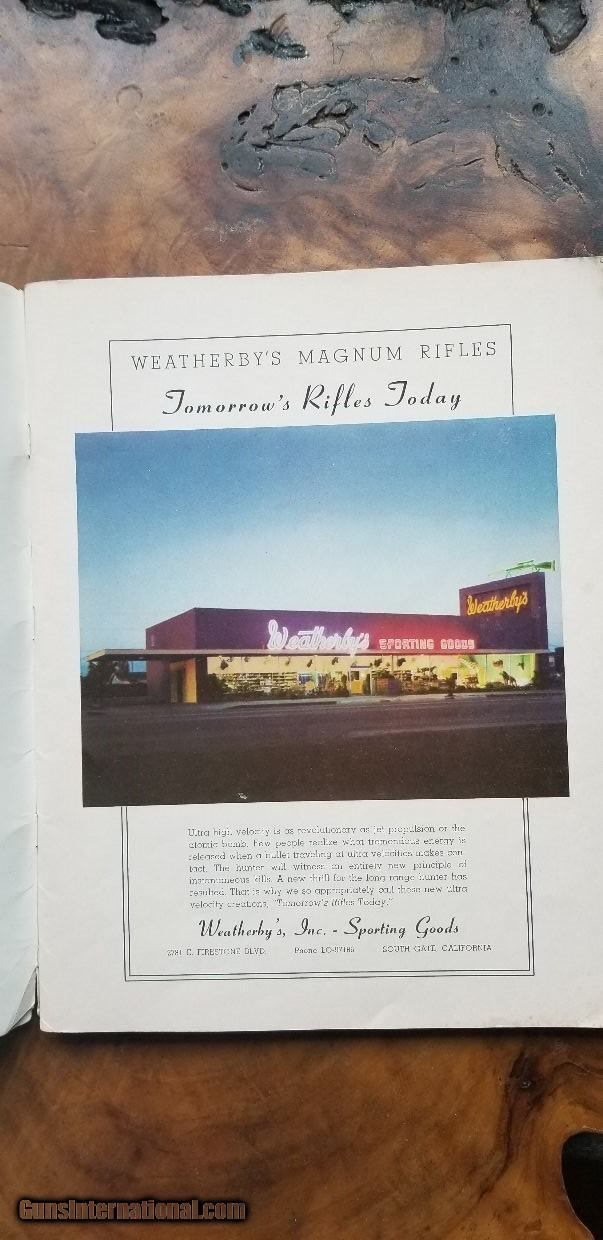 WEATHERBY'S MAGNUM RIFLES
Tomorrow's Rifles Today
Weatherby's
Weatherby's SPORTING GOODS
Ultra high velocity is as revolutionary as jet propulsion or the
atomic bomb. Few people realize what tremendous energy is
released when a bullet traveling at ultra velocities makes con-
tact. The hunter will witness an entirely new principle of
instantaneous kills. A new thrill for the long range hunter has
resulted. That is why we so appropriately call these new ultra
velocity creations, "Tomorrow's Rifles Today."
Weatherby's, Inc. - Sporting Goods
2781 E. FIRESTONE BLVD. Phone SOUTH GATE, CALIFORNIA
GunsInternational.com